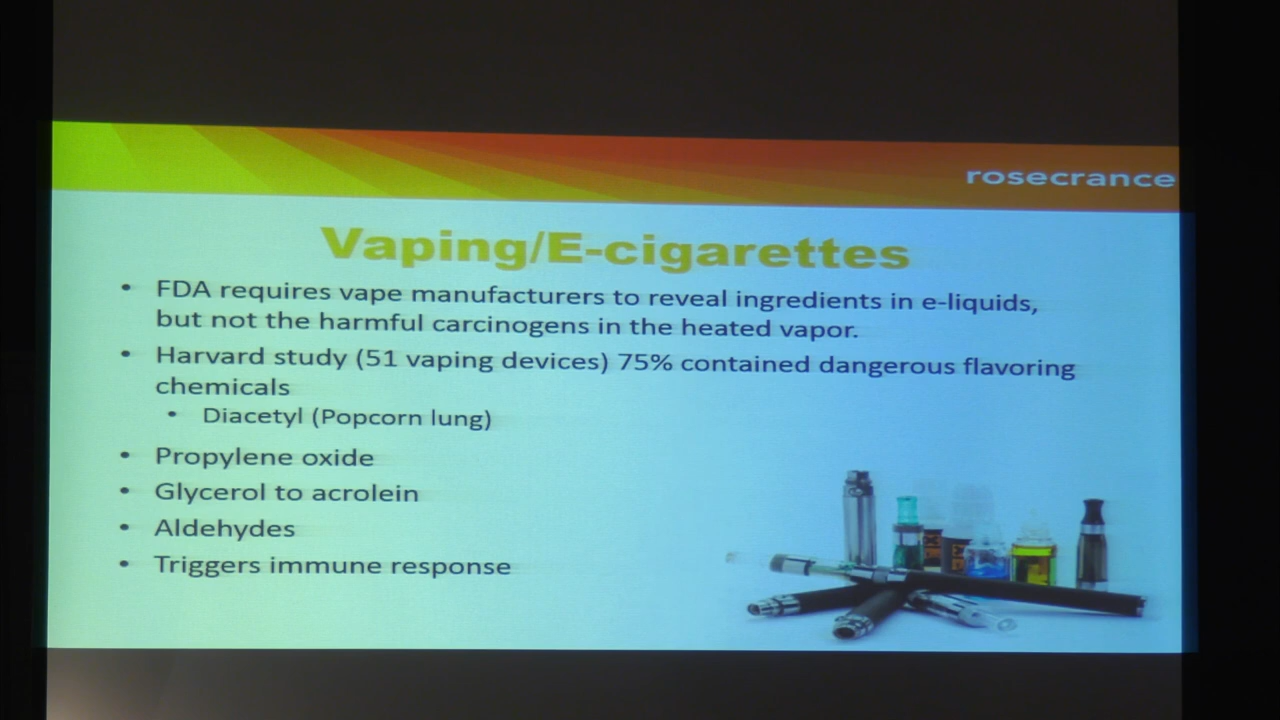 rosecrance
Vaping/E-cigarettes
• FDA requires vape manufacturers to reveal ingredients in e-liquids,
but not the harmful carcinogens in the heated vapor.
• Harvard study (51 vaping devices) 75% contained dangerous flavoring
chemicals
• Diacetyl (Popcorn lung)
• Propylene oxide
• Glycerol to acrolein
• Aldehydes
• Triggers immune response